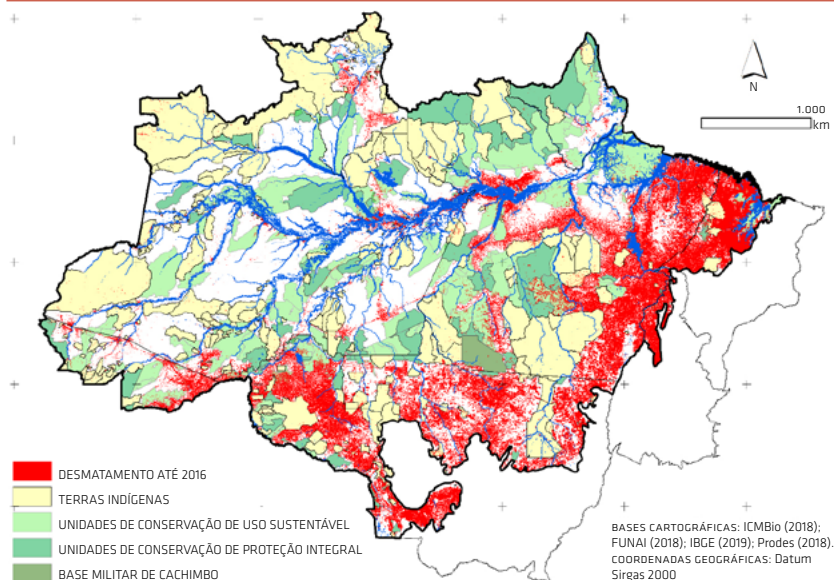 N
1.000
km
DESMATAMENTO ATÉ 2016
TERRAS INDÍGENAS
UNIDADES DE CONSERVAÇÃO DE USO SUSTENTÁVEL
UNIDADES DE CONSERVAÇÃO DE PROTEÇÃO INTEGRAL
BASE MILITAR DE CACHIMBO
BASES CARTOGRÁFICAS: ICMBio (2018);
FUNAI (2018); IBGE (2019); Prodes (2018).
COORDENADAS GEOGRÁFICAS: Datum
Sirgas 2000